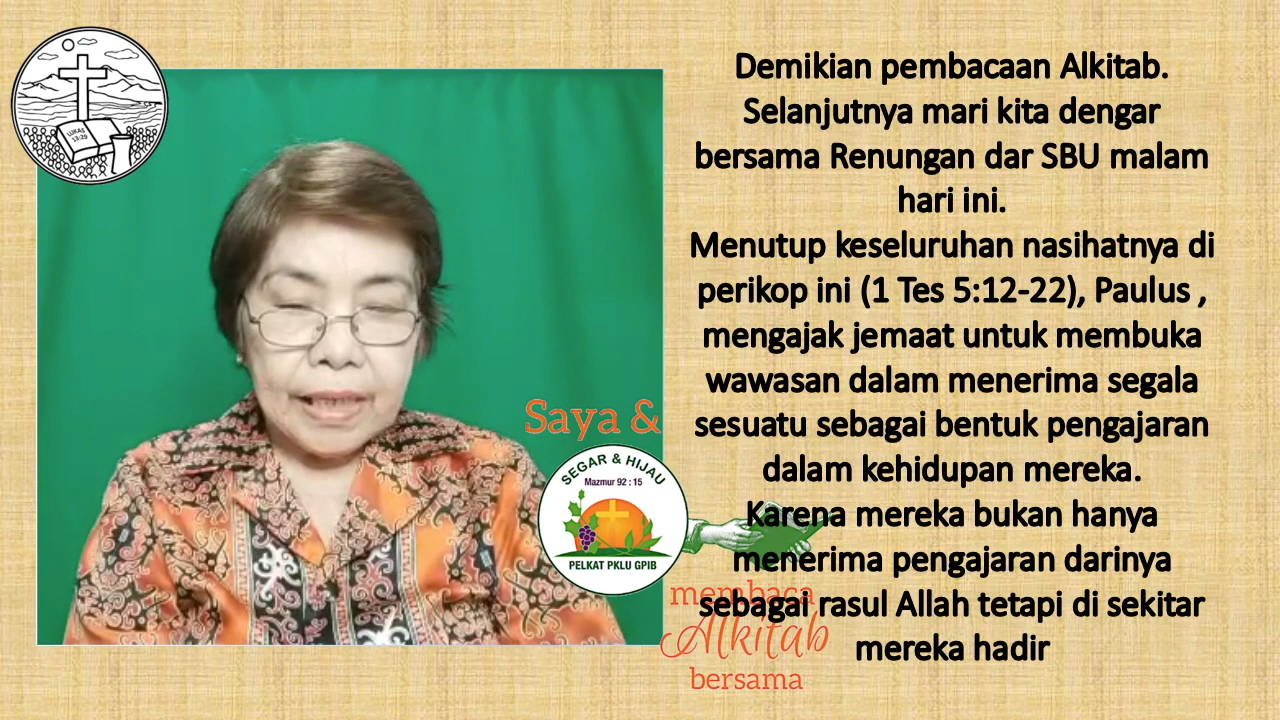 LUKAS
13:29
Demikian pembacaan Alkitab.
Selanjutnya mari kita dengar
bersama Renungan dar SBU malam
hari ini.
Menutup keseluruhan nasihatnya di
perikop ini (1 Tes 5:12-22), Paulus ,
mengajak jemaat untuk membuka
wawasan dalam menerima segala
sesuatu sebagai bentuk pengajaran
dalam kehidupan mereka.
Karena mereka bukan hanya
menerima pengajaran darinya
sebagai rasul Allah tetapi di sekitar
mereka hadir
Saya &
SEGAR & HIJAU
Mazmur 92 : 15
PELKAT PKLU GPIB
membaca
Alkitab
bersama